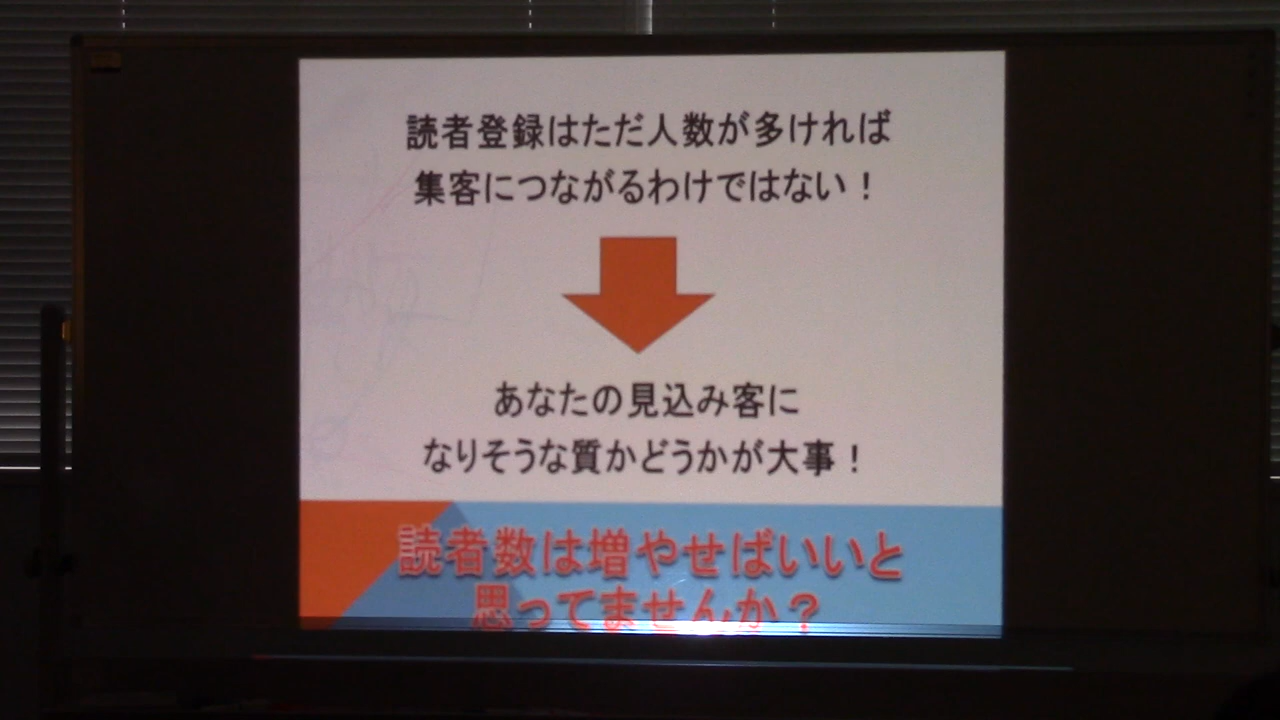 読者登録はただ人数が多ければ
集客につながるわけではない！
あなたの見込み客に
なりそうな質かどうかが大事！
読者数は増やせばいいと
思ってませんか？